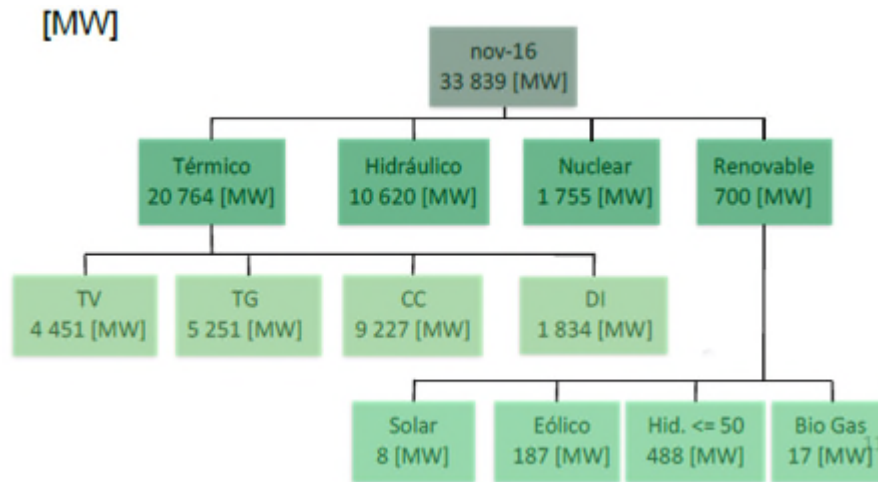 [MW]
nov-16
33 839 [MW]
Térmico
20 764 [MW]
Hidráulico
10 620 [MW]
Nuclear
1 755 [MW]
Renovable
700 [MW]
TV
4 451 [MW]
TG
5 251 [MW]
CC
9 227 [MW]
DI
1 834 [MW]
Solar
8 [MW]
Eólico
187 [MW]
Hid. <= 50
488 [MW]
Bio Gas
17 [MW]